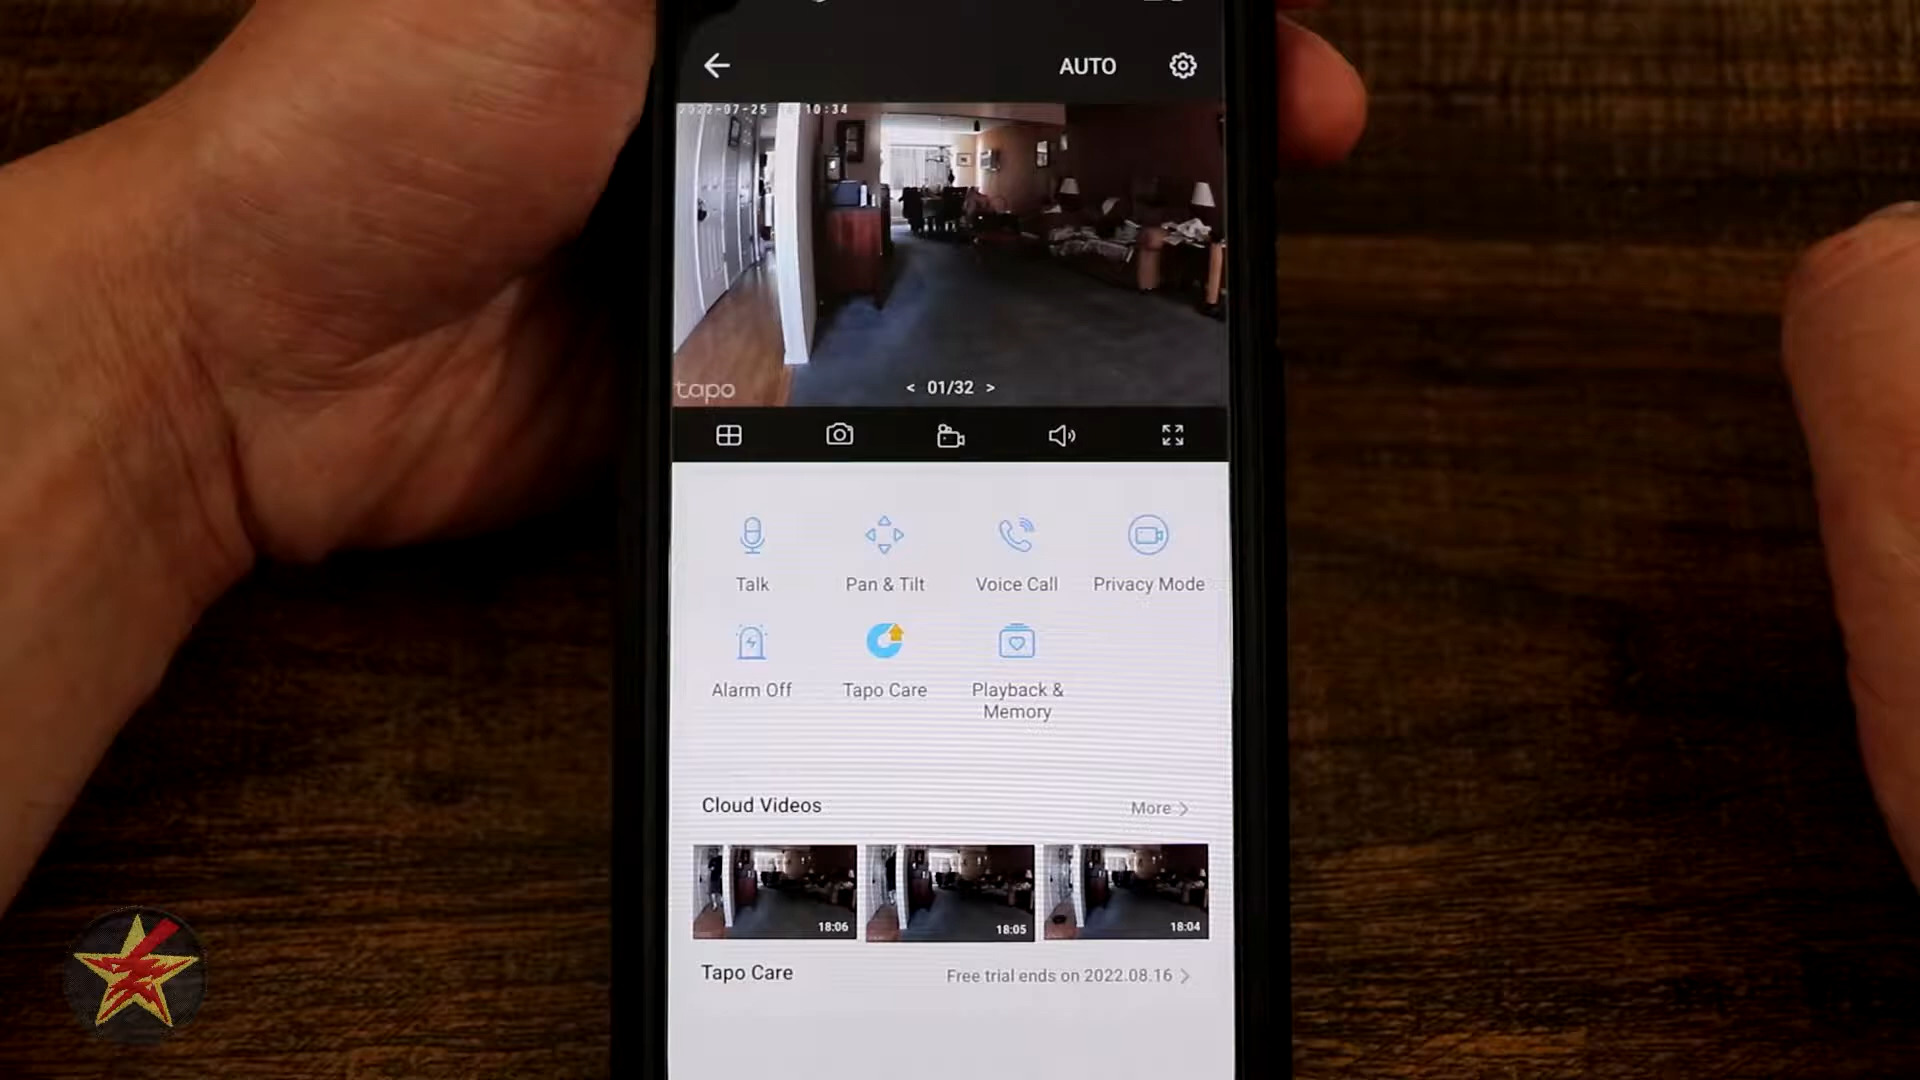 AUTO
10:34
tapo
< 01/32 >
Talk
Pan & Tilt
Voice Call
Privacy Mode
Alarm Off
Tapo Care
Playback &
Memory
Cloud Videos
More >
18:06
18:05
18:04
Tapo Care
Free trial ends on 2022.08.16 >